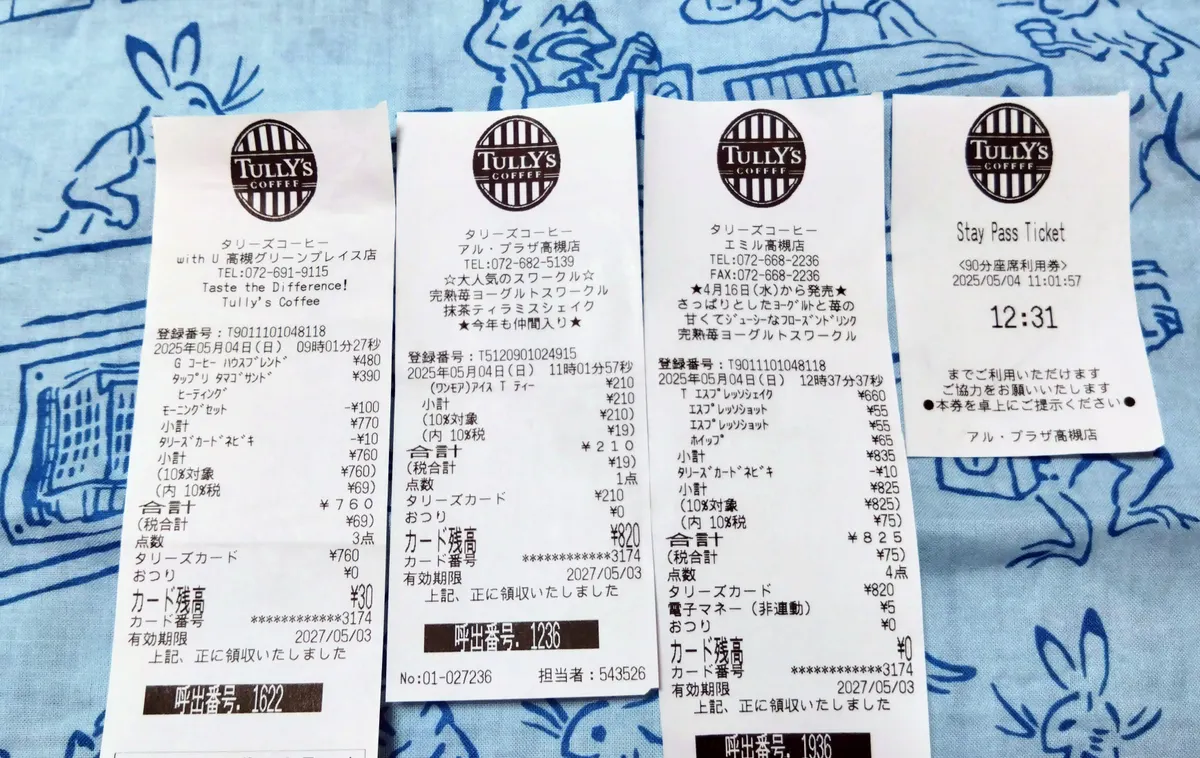 TULLY'S
COFFEE
タリーズコーヒー
with U 高槻グリーンプレイス店
TEL:072-691-9115
Taste the Difference!
Tully's Coffee
登録番号：T9011101048118
2025年05月04日(日) 09時01分27秒
G コーヒー ハウスブレンド ¥480
タップリ タマゴサンド ¥390
ヒーティング
モーニングセット -¥100
小計 ¥770
タリーズカードネビキ -¥10
小計 ¥760
(10%対象 ¥760)
(内 10%税 ¥69)
合計 ¥760
(税合計 ¥69)
点数 3点
タリーズカード ¥760
おつり ¥0
カード残高 ¥30
カード番号 ************3174
有効期限 2027/05/03
上記、正に領収いたしました
呼出番号. 1622
TULLY'S
COFFEE
タリーズコーヒー
アル・プラザ高槻店
TEL:072-682-5139
☆大人気のスワークル☆
完熟苺ヨーグルトスワークル
抹茶ティラミスシェイク
★今年も仲間入り★
登録番号：T5120901024915
2025年05月04日(日) 11時01分57秒
(ワンモア)アイス T ティー ¥210
小計 ¥210
(10%対象 ¥210)
(内 10%税 ¥19)
合計 ¥210
(税合計 ¥19)
点数 1点
タリーズカード ¥210
おつり ¥0
カード残高 ¥820
カード番号 ************3174
有効期限 2027/05/03
上記、正に領収いたしました
呼出番号. 1236
No:01-027236 担当者：543526
TULLY'S
COFFEE
タリーズコーヒー
エミル高槻店
TEL:072-668-2236
FAX:072-668-2236
★4月16日(水)から発売★
さっぱりとしたﾖｰｸﾞﾙﾄと苺の
甘くてジューシーなﾌﾛｰｽﾞﾝﾄﾞﾘﾝｸ
完熟苺ヨーグルトスワークル
登録番号：T9011101048118
2025年05月04日(日) 12時37分37秒
T エスプレッソシェイク ¥660
エスプレッソショット ¥55
エスプレッソショット ¥55
ホイップ ¥65
小計 ¥835
タリーズカードネビキ -¥10
小計 ¥825
(10%対象 ¥825)
(内 10%税 ¥75)
合計 ¥825
(税合計 ¥75)
点数 4点
タリーズカード ¥820
電子マネー（非連動） ¥5
おつり ¥0
カード残高 ¥0
カード番号 ************3174
有効期限 2027/05/03
上記、正に領収いたしました
呼出番号. 1936
TULLY'S
COFFEE
Stay Pass Ticket
<90分座席利用券>
2025/05/04 11:01:57
12:31
までご利用いただけます
ご協力をお願いいたします
●本券を卓上にご提示ください●
アル・プラザ高槻店